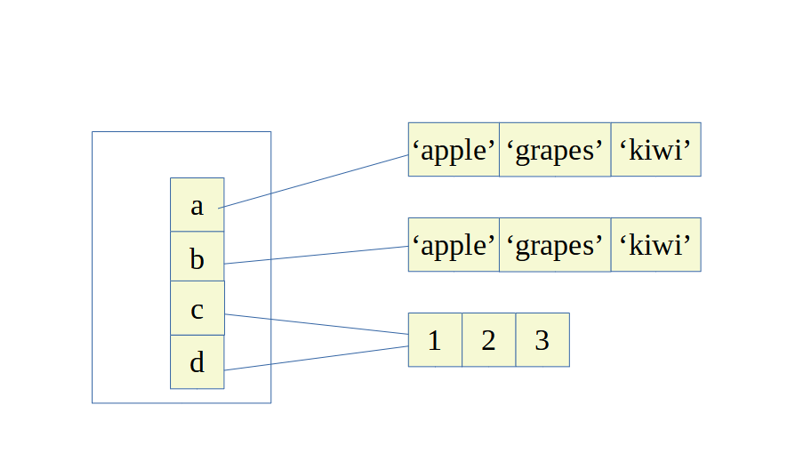 ‘apple’ ‘grapes’ ‘kiwi’
a
‘apple’ ‘grapes’ ‘kiwi’
b
c
1 2 3
d